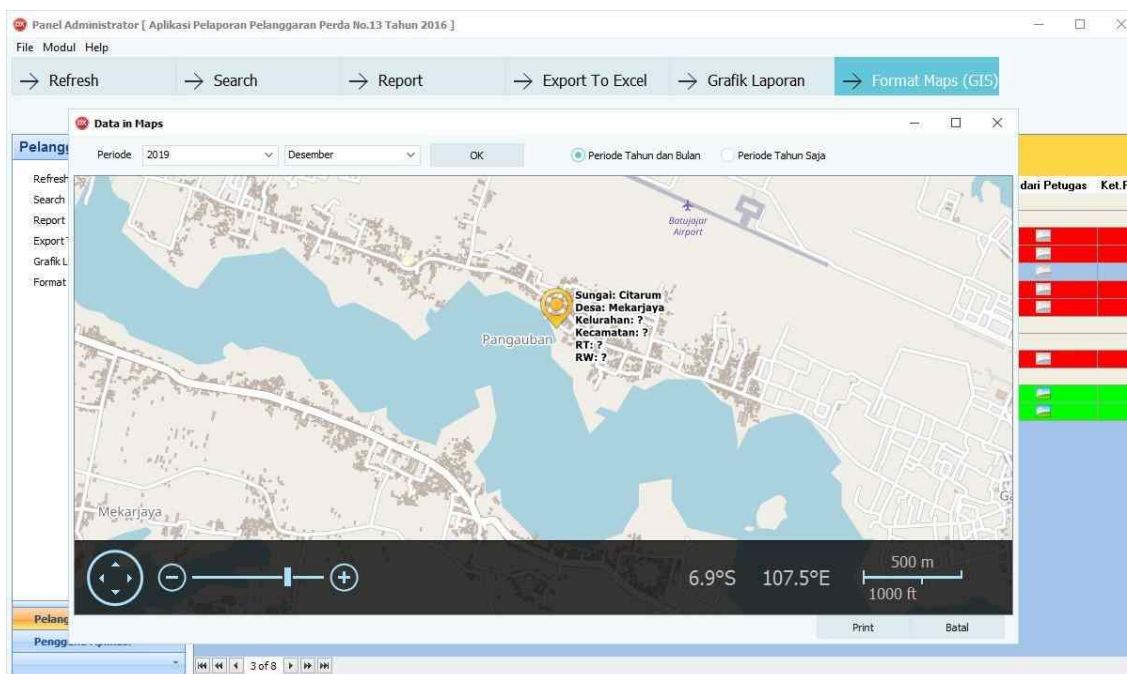 Panel Administrator [ Aplikasi Pelaporan Pelanggaran Perda No.13 Tahun 2016 ]
File Modul Help
Refresh Search Report Export To Excel Grafik Laporan Format Maps (GIS)
Data in Maps
Periode 2019 Desember OK Periode Tahun dan Bulan Periode Tahun Saja
Refresh
Search
Report
Export
Grafik L
Format
dari Petugas Ket.
Batujajar
Airport
Sungai: Citarum
Desa: Mekarjaya
Kelurahan: ?
Kecamatan: ?
RT: ?
RW: ?
Pangauban
Mekarjaya
6.9°S 107.5°E
500 m
1000 ft
Pelang
Print Batal
3 of 8